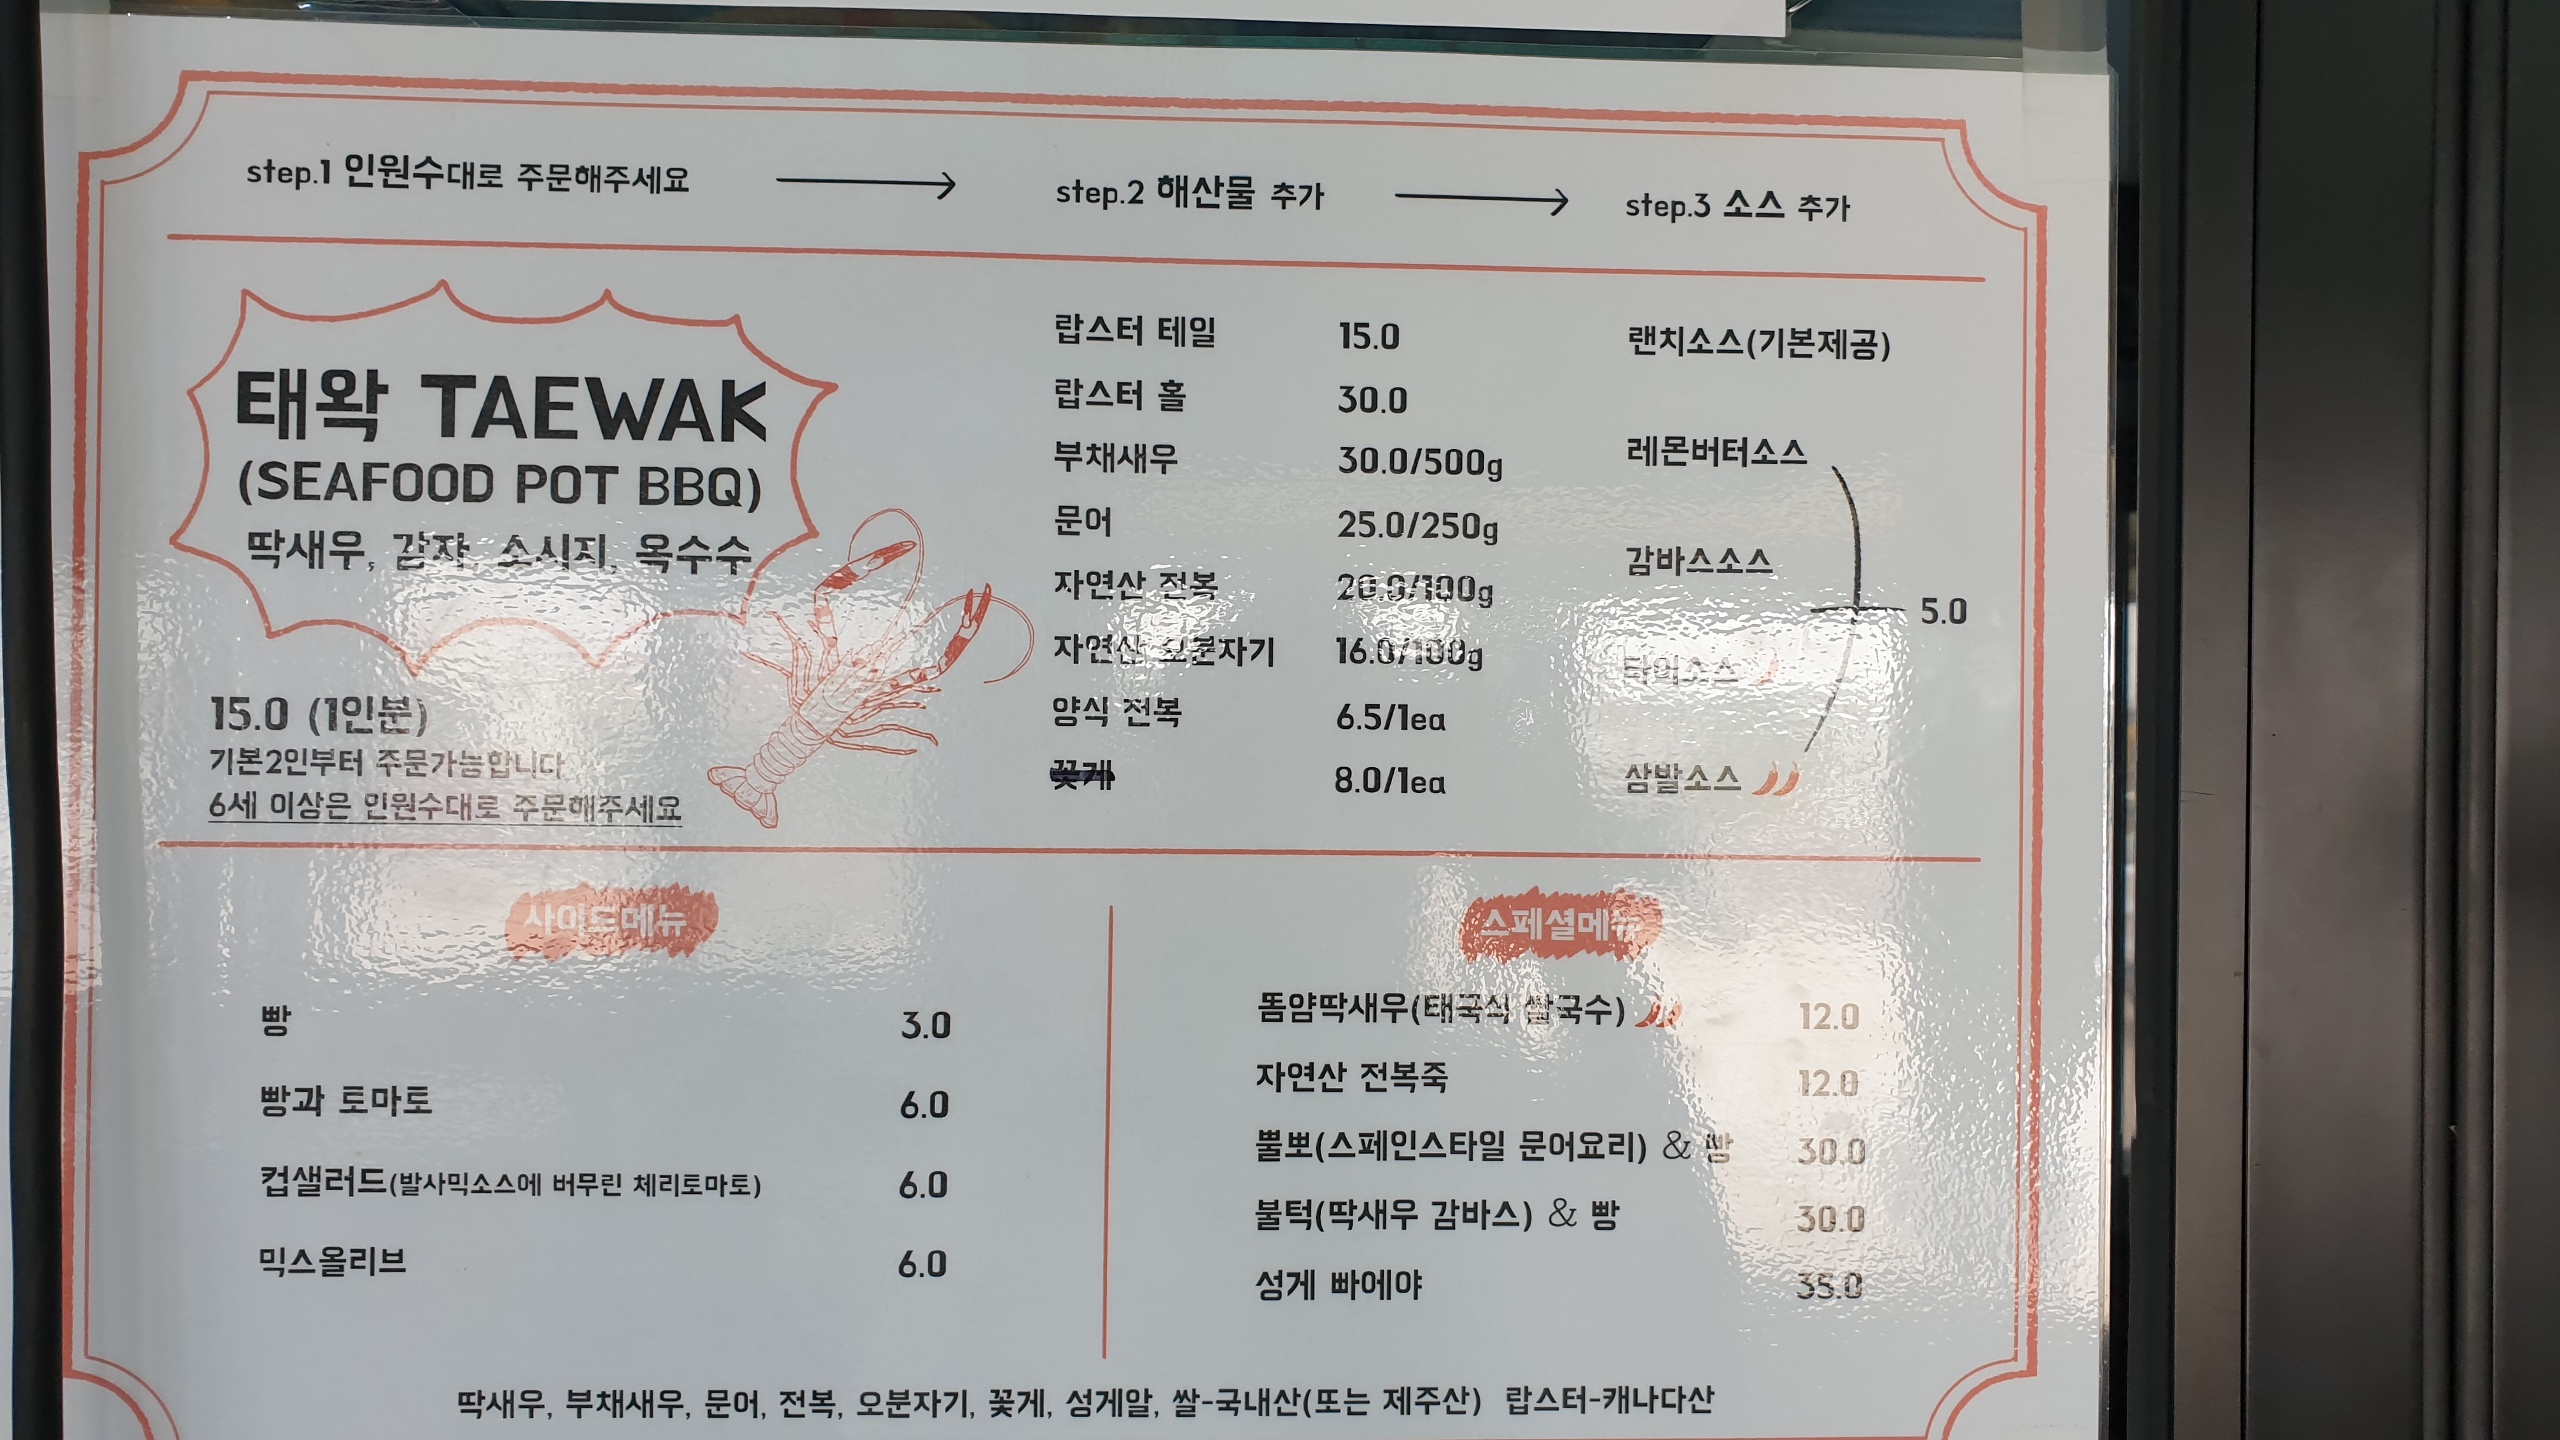 step.1 인원수대로 주문해주세요
step.2 해산물 추가
step.3 소스 추가
태왁 TAEWAK
(SEAFOOD POT BBQ)
딱새우, 감자, 소시지, 옥수수
15.0 (1인분)
기본2인부터 주문가능합니다
6세 이상은 인원수대로 주문해주세요
랍스터 테일 15.0
랍스터 홀 30.0
부채새우 30.0/500g
문어 25.0/250g
자연산 전복 20.0/100g
자연산 오분자기 16.0/100g
양식 전복 6.5/1ea
꽃게 8.0/1ea
랜치소스(기본제공)
레몬버터소스
감바스소스
타이소스
삼발소스
5.0
사이드메뉴
빵 3.0
빵과 토마토 6.0
컵샐러드(발사믹소스에 버무린 체리토마토) 6.0
믹스올리브 6.0
스페셜메뉴
똠얌딱새우(태국식 쌀국수) 12.0
자연산 전복죽 12.0
뽈뽀(스페인스타일 문어요리) & 빵 30.0
불턱(딱새우 감바스) & 빵 30.0
성게 빠에야 35.0
딱새우, 부채새우, 문어, 전복, 오분자기, 꽃게, 성게알, 쌀-국내산(또는 제주산) 랍스터-캐나다산